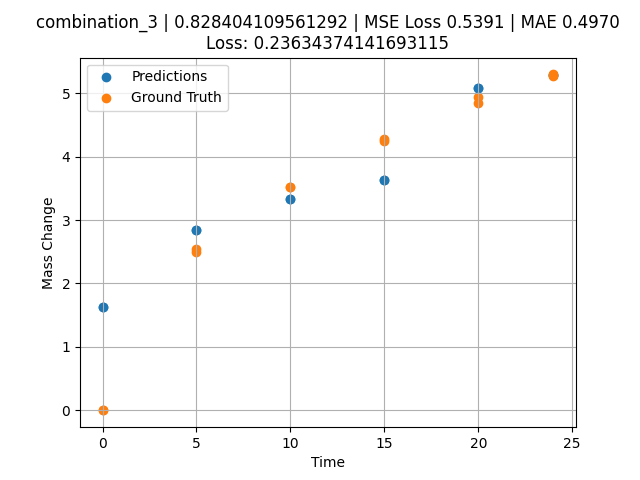 combination_3 | 0.828404109561292 | MSE Loss 0.5391 | MAE 0.4970
Loss: 0.23634374141693115
Predictions
Ground Truth
Mass Change
5
4
3
2
1
0
0 5 10 15 20 25
Time